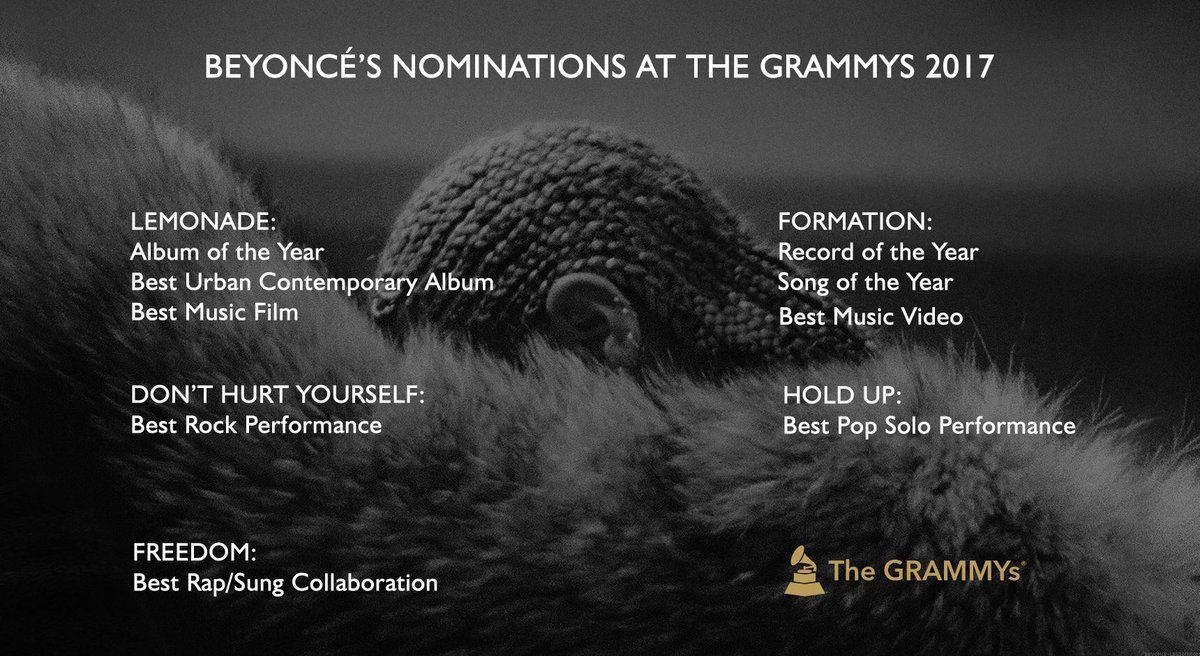 BEYONCÉ’S NOMINATIONS AT THE GRAMMYS 2017
LEMONADE:
Album of the Year
Best Urban Contemporary Album
Best Music Film
FORMATION:
Record of the Year
Song of the Year
Best Music Video
DON’T HURT YOURSELF:
Best Rock Performance
HOLD UP:
Best Pop Solo Performance
FREEDOM:
Best Rap/Sung Collaboration
The GRAMMYs®